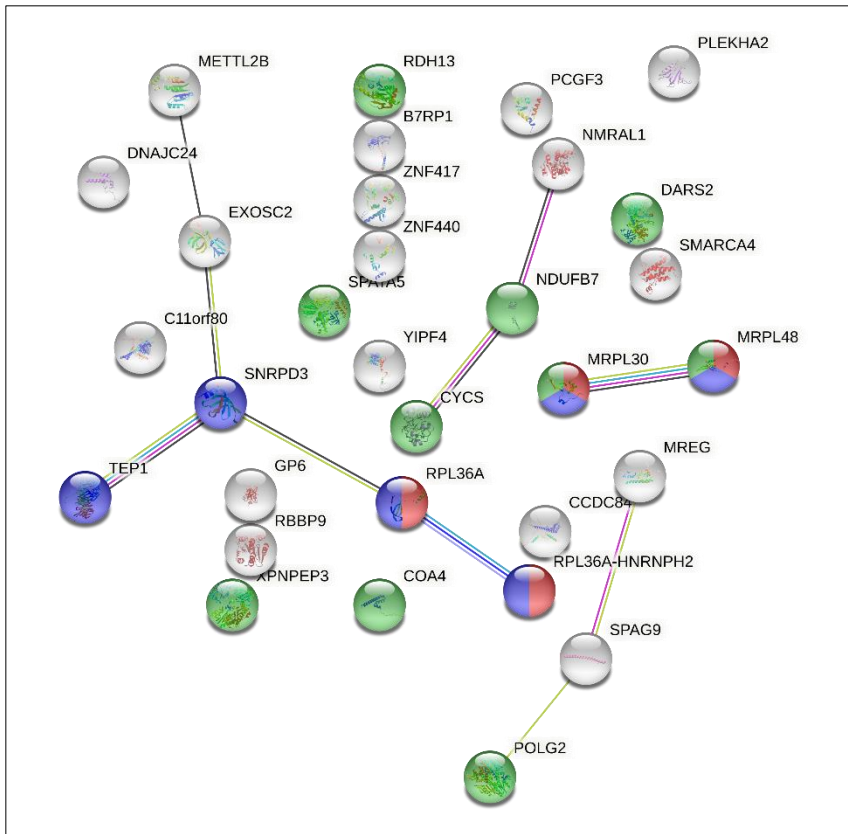 METTL2B
RDH13
PLEKHA2
PCGF3
B7RP1
NMRAL1
DNAJC24
ZNF417
DARS2
EXOSC2
ZNF440
SMARCA4
SPATA5
NDUFB7
C11orf80
YIPF4
MRPL30
MRPL48
SNRPD3
CYCS
TEP1
GP6
RPL36A
MREG
CCDC84
RBBP9
RPL36A-HNRNPH2
XPNPEP3
COA4
SPAG9
POLG2